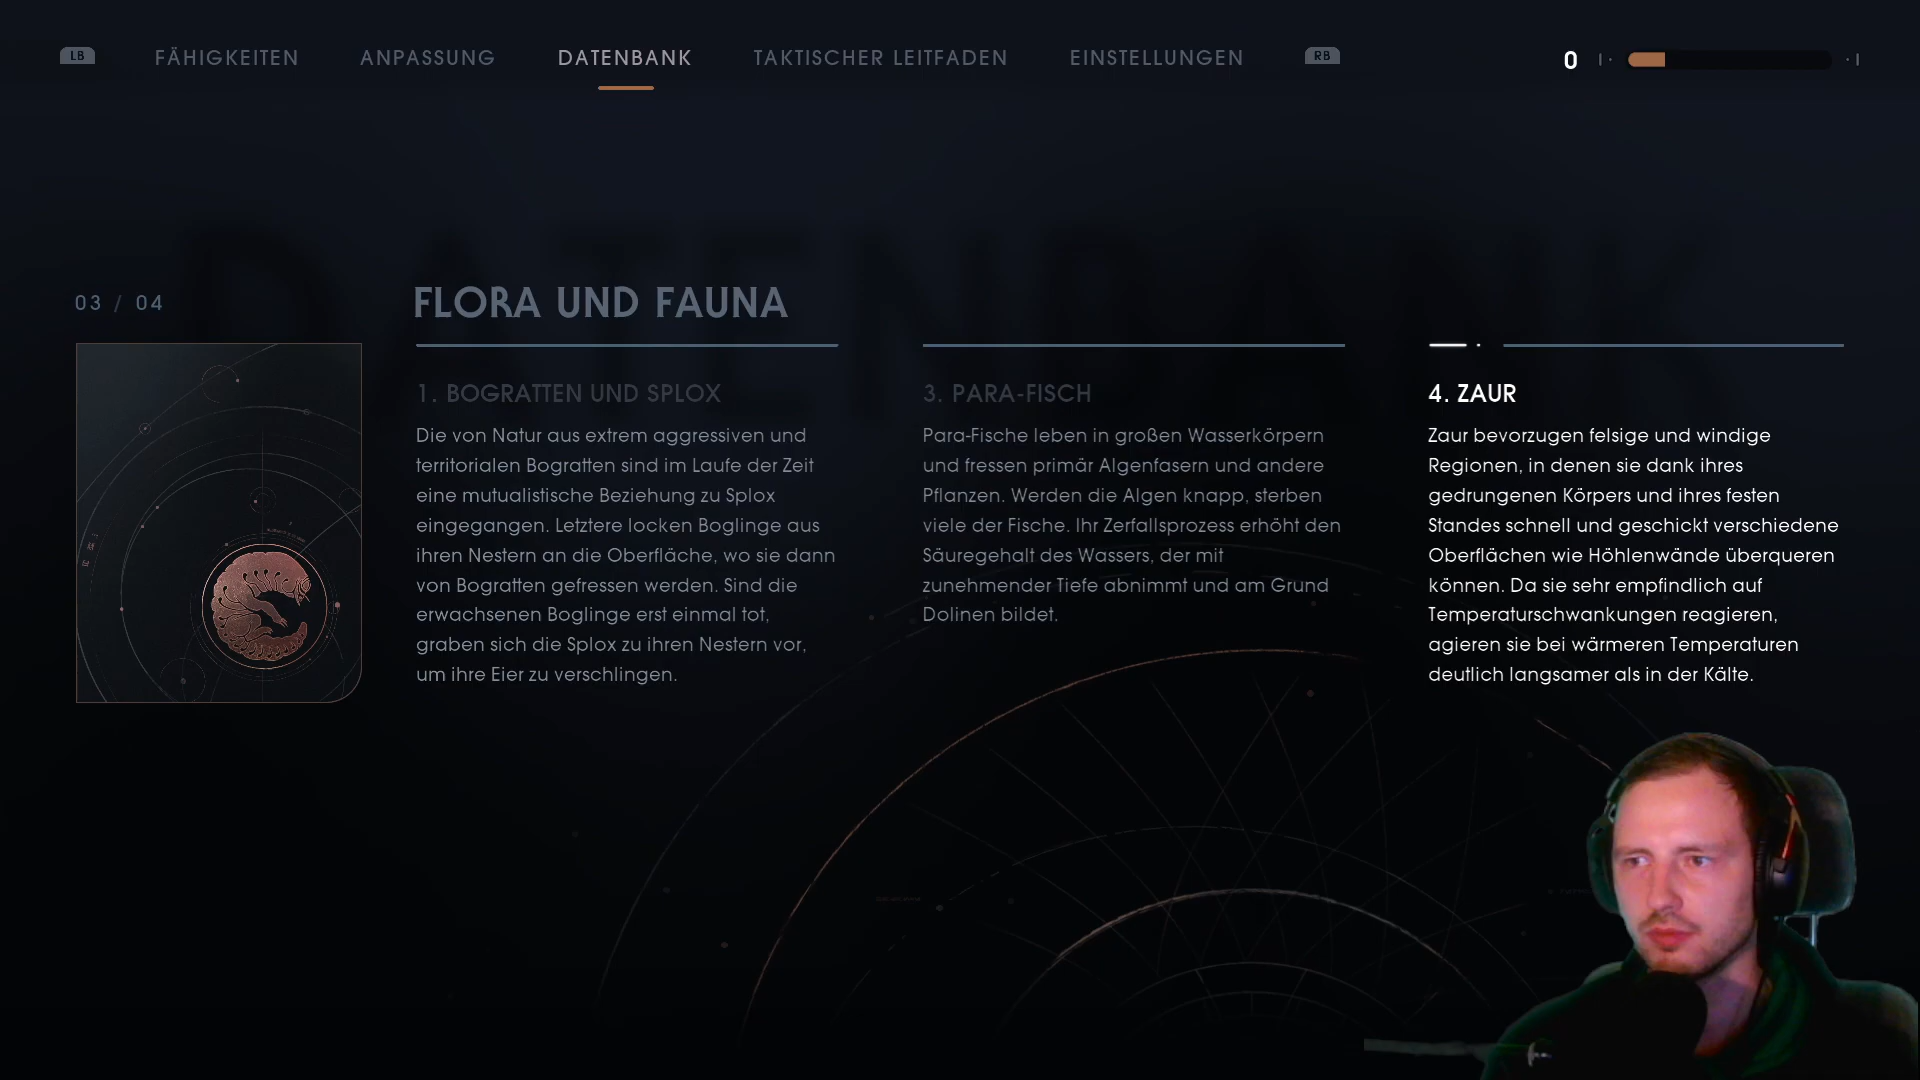 LB
FÄHIGKEITEN
ANPASSUNG
DATENBANK
TAKTISCHER LEITFADEN
EINSTELLUNGEN
RB
0
DATENBANK
03 / 04
FLORA UND FAUNA
1. BOGRATTEN UND SPLOX
Die von Natur aus extrem aggressiven und
territorialen Bogratten sind im Laufe der Zeit
eine mutualistische Beziehung zu Splox
eingegangen. Letztere locken Boglinge aus
ihren Nestern an die Oberfläche, wo sie dann
von Bogratten gefressen werden. Sind die
erwachsenen Boglinge erst einmal tot,
graben sich die Splox zu ihren Nestern vor,
um ihre Eier zu verschlingen.
3. PARA-FISCH
Para-Fische leben in großen Wasserkörpern
und fressen primär Algenfasern und andere
Pflanzen. Werden die Algen knapp, sterben
viele der Fische. Ihr Zerfallsprozess erhöht den
Säuregehalt des Wassers, der mit
zunehmender Tiefe abnimmt und am Grund
Dolinen bildet.
4. ZAUR
Zaur bevorzugen felsige und windige
Regionen, in denen sie dank ihres
gedrungenen Körpers und ihres festen
Standes schnell und geschickt verschiedene
Oberflächen wie Höhlenwände überqueren
können. Da sie sehr empfindlich auf
Temperaturschwankungen reagieren,
agieren sie bei wärmeren Temperaturen
deutlich langsamer als in der Kälte.